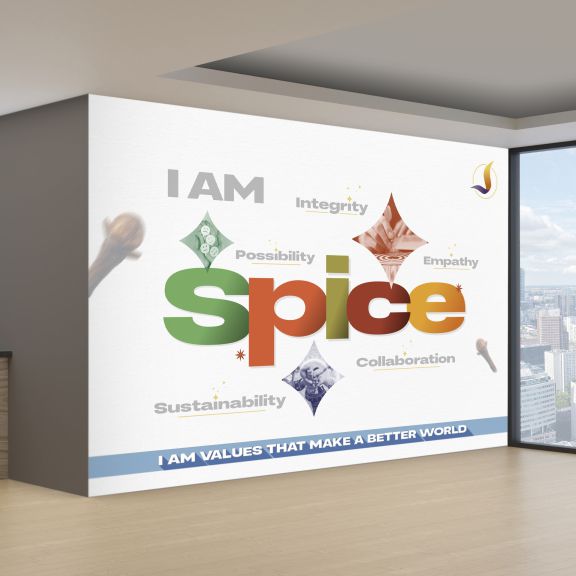 I AM
Integrity
Possibility
Empathy
Spice
Collaboration
Sustainability
I AM VALUES THAT MAKE A BETTER WORLD